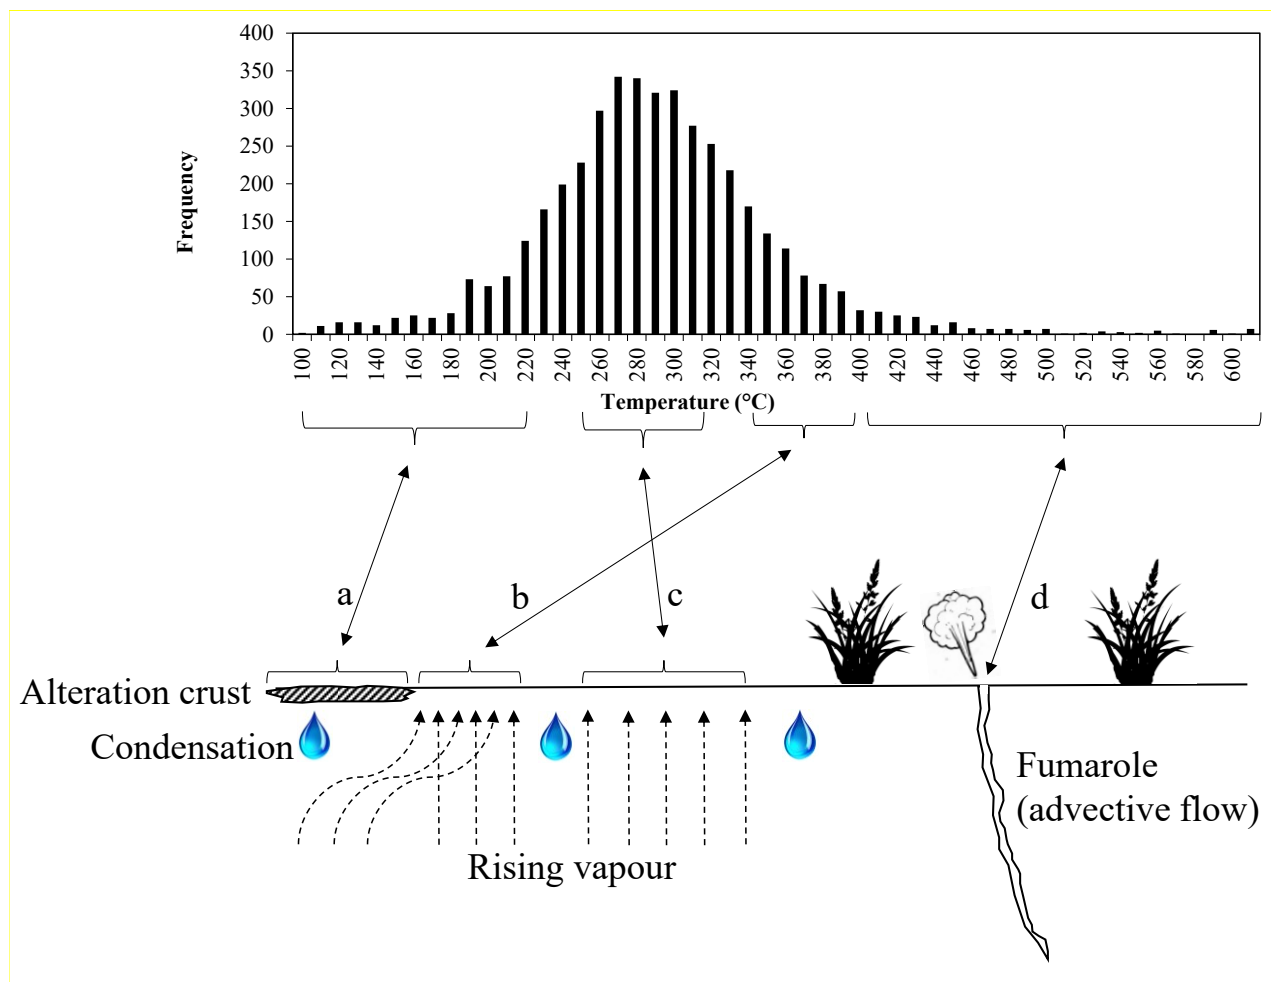 400
350
300
250
200
150
100
50
0
Frequency
100 120 140 160 180 200 220 240 260 280 300 320 340 360 380 400 420 440 460 480 500 520 540 560 580 600
Temperature (°C)
a
b
c
d
Alteration crust
Condensation
Fumarole
(advective flow)
Rising vapour